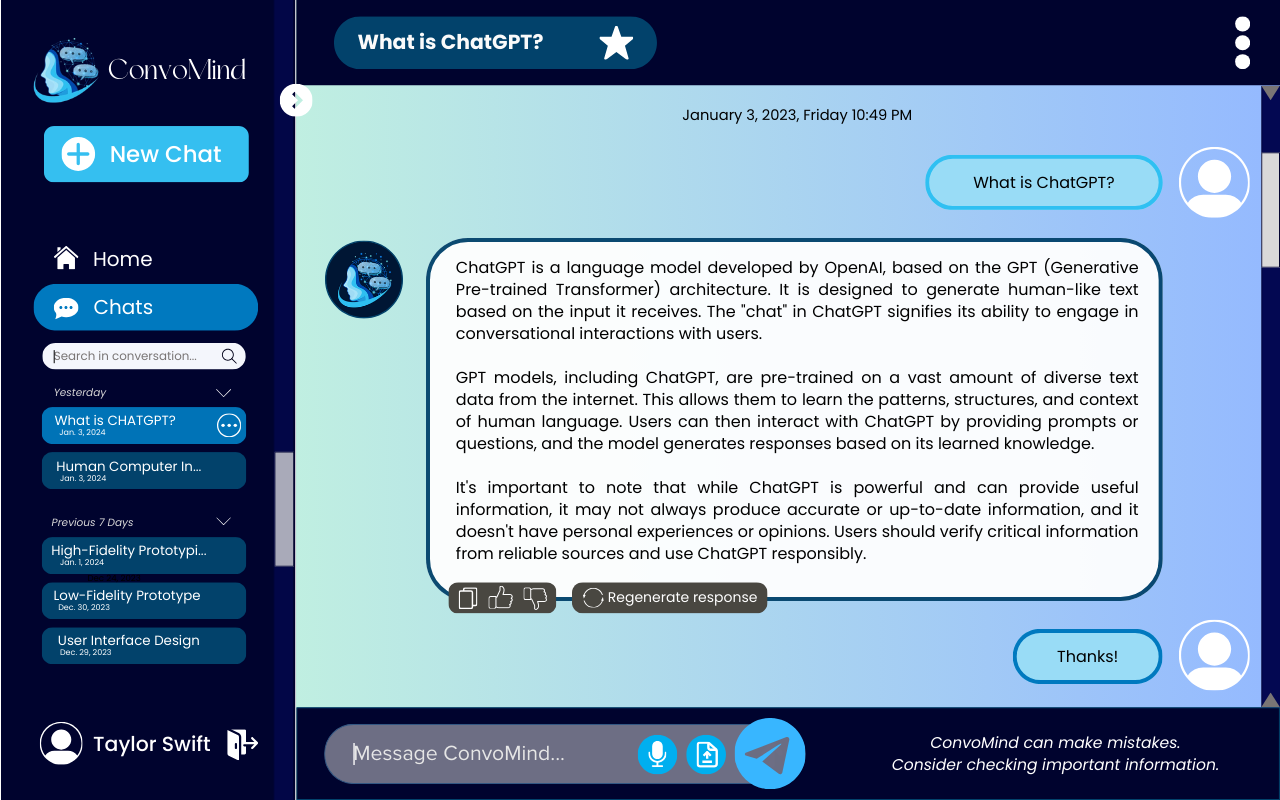 ConvoMind
New Chat
Home
Chats
Search in conversation...
Yesterday
What is CHATGPT?
Jan. 3, 2024
Human Computer In...
Jan. 3, 2024
Previous 7 Days
High-Fidelity Prototypi...
Jan. 1, 2024
Low-Fidelity Prototype
Dec. 30, 2023
User Interface Design
Dec. 29, 2023
Taylor Swift
What is ChatGPT?
January 3, 2023, Friday 10:49 PM
What is ChatGPT?
ChatGPT is a language model developed by OpenAI, based on the GPT (Generative
Pre-trained Transformer) architecture. It is designed to generate human-like text
based on the input it receives. The "chat" in ChatGPT signifies its ability to engage in
conversational interactions with users.
GPT models, including ChatGPT, are pre-trained on a vast amount of diverse text
data from the internet. This allows them to learn the patterns, structures, and context
of human language. Users can then interact with ChatGPT by providing prompts or
questions, and the model generates responses based on its learned knowledge.
It's important to note that while ChatGPT is powerful and can provide useful
information, it may not always produce accurate or up-to-date information, and it
doesn't have personal experiences or opinions. Users should verify critical information
from reliable sources and use ChatGPT responsibly.
Regenerate response
Thanks!
Message ConvoMind...
ConvoMind can make mistakes.
Consider checking important information.